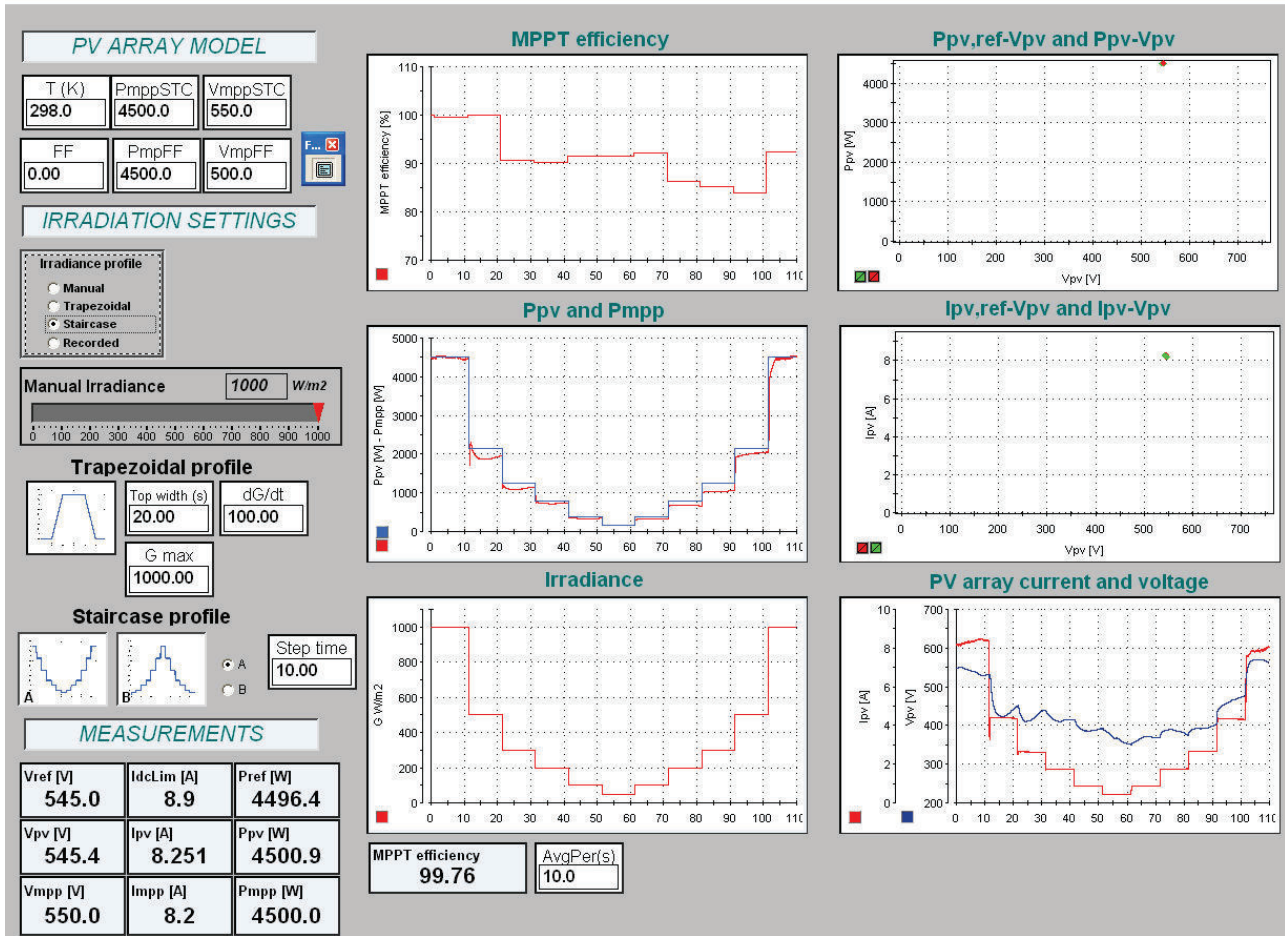 PV ARRAY MODEL
T (K) PmppSTC VmppSTC
298.0 4500.0 550.0
FF PmpFF VmpFF
0.00 4500.0 500.0
F...
IRRADIATION SETTINGS
Irradiance profile
Manual
Trapezoidal
Staircase
Recorded
Manual Irradiance 1000 W/m2
0 100 200 300 400 500 600 700 800 900 1000
Trapezoidal profile
Top width (s) dG/dt
20.00 100.00
G max
1000.00
Staircase profile
A B
A
B
Step time
10.00
MEASUREMENTS
Vref [V] IdcLim [A] Pref [W]
545.0 8.9 4496.4
Vpv [V] Ipv [A] Ppv [W]
545.4 8.251 4500.9
Vmpp [V] Impp [A] Pmpp [W]
550.0 8.2 4500.0
MPPT efficiency
110
100
90
80
70
MPPT efficiency [%]
0 10 20 30 40 50 60 70 80 90 100 110
Ppv and Pmpp
5000
4000
3000
2000
1000
0
Ppv [W] - Pmpp [W]
0 10 20 30 40 50 60 70 80 90 100 110
Irradiance
1000
800
600
400
200
0
G W/m2
0 10 20 30 40 50 60 70 80 90 100 110
MPPT efficiency
99.76
AvgPer(s)
10.0
Ppv,ref-Vpv and Ppv-Vpv
4000
3000
2000
1000
0
Ppv [W]
0 100 200 300 400 500 600 700
Vpv [V]
Ipv,ref-Vpv and Ipv-Vpv
8
6
4
2
0
Ipv [A]
0 100 200 300 400 500 600 700
Vpv [V]
PV array current and voltage
10 700
8 600
6 500
4 400
2 300
0 200
Ipv [A]
Vpv [V]
0 10 20 30 40 50 60 70 80 90 100 110